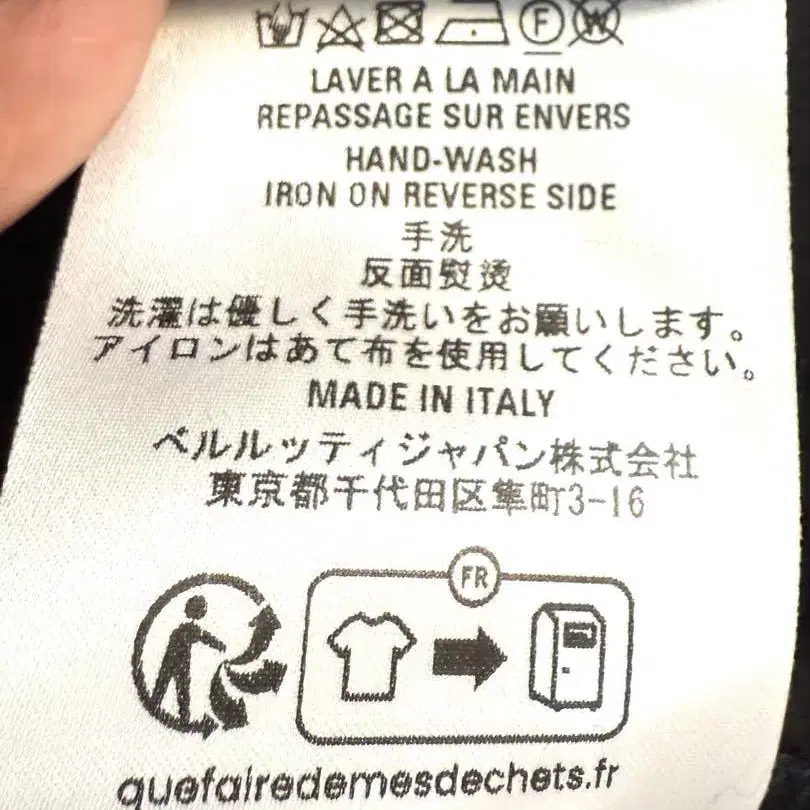 F W
LAVER A LA MAIN
REPASSAGE SUR ENVERS
HAND-WASH
IRON ON REVERSE SIDE
手洗
反面熨烫
洗濯は優しく手洗いをお願いします。
アイロンはあて布を使用してください。
MADE IN ITALY
ベルルッティジャパン株式会社
東京都千代田区隼町3-16
FR
quefairedemesdechets.fr